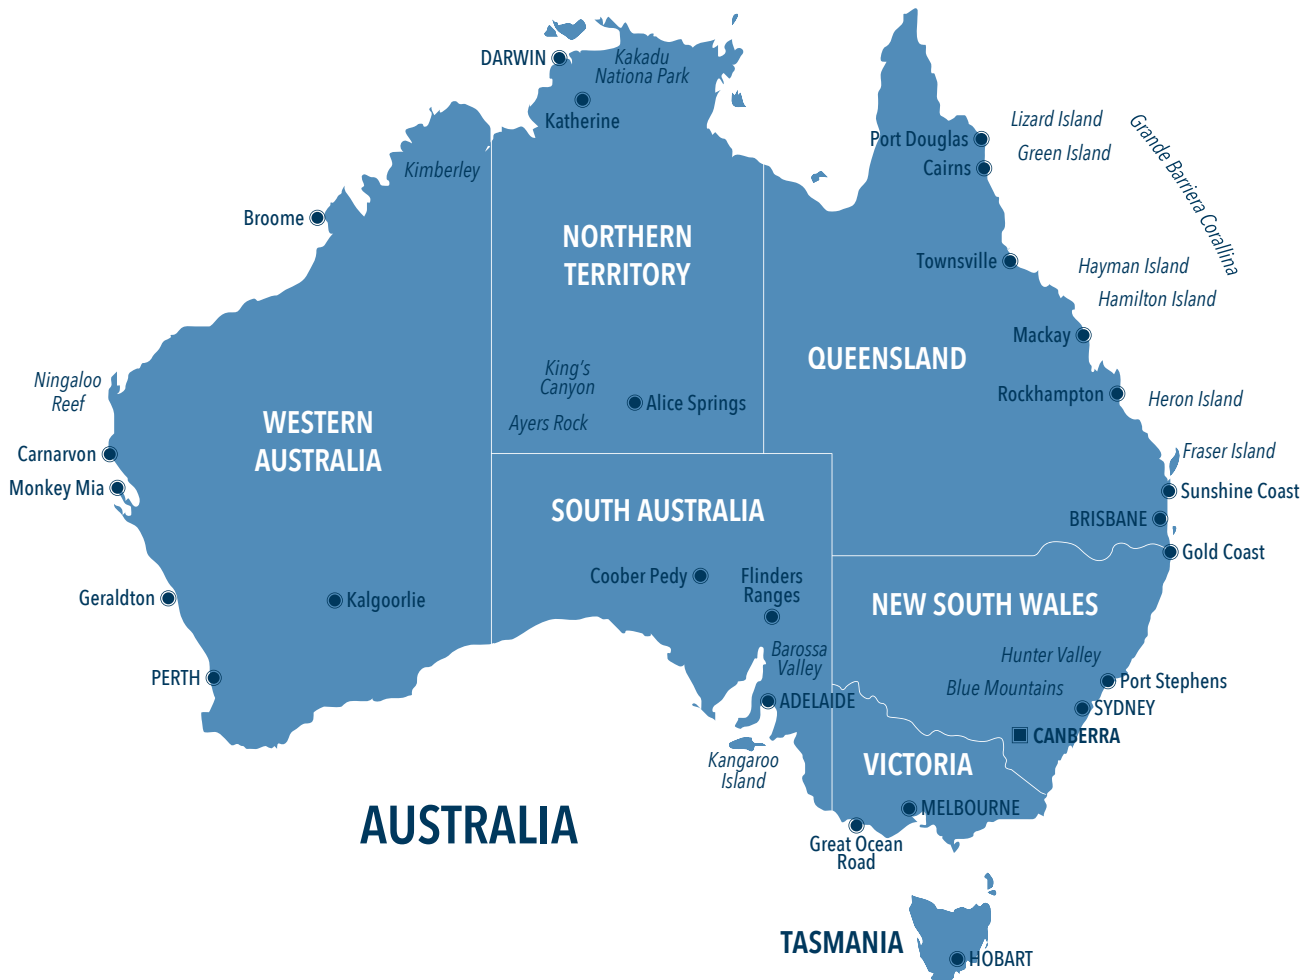 DARWIN
Kakadu
Nationa Park
Katherine
Kimberley
Broome
NORTHERN
TERRITORY
Port Douglas
Cairns
Lizard Island
Green Island
Grande Barriera Corallina
Townsville
Hayman Island
Hamilton Island
Mackay
QUEENSLAND
Rockhampton
Heron Island
King's
Canyon
Alice Springs
Ayers Rock
Ningaloo
Reef
WESTERN
AUSTRALIA
Carnarvon
Monkey Mia
Fraser Island
Sunshine Coast
BRISBANE
Gold Coast
SOUTH AUSTRALIA
Coober Pedy
Flinders
Ranges
Geraldton
Kalgoorlie
NEW SOUTH WALES
Barossa
Valley
Hunter Valley
Blue Mountains
Port Stephens
PERTH
ADELAIDE
SYDNEY
CANBERRA
Kangaroo
Island
VICTORIA
MELBOURNE
Great Ocean
Road
AUSTRALIA
TASMANIA
HOBART